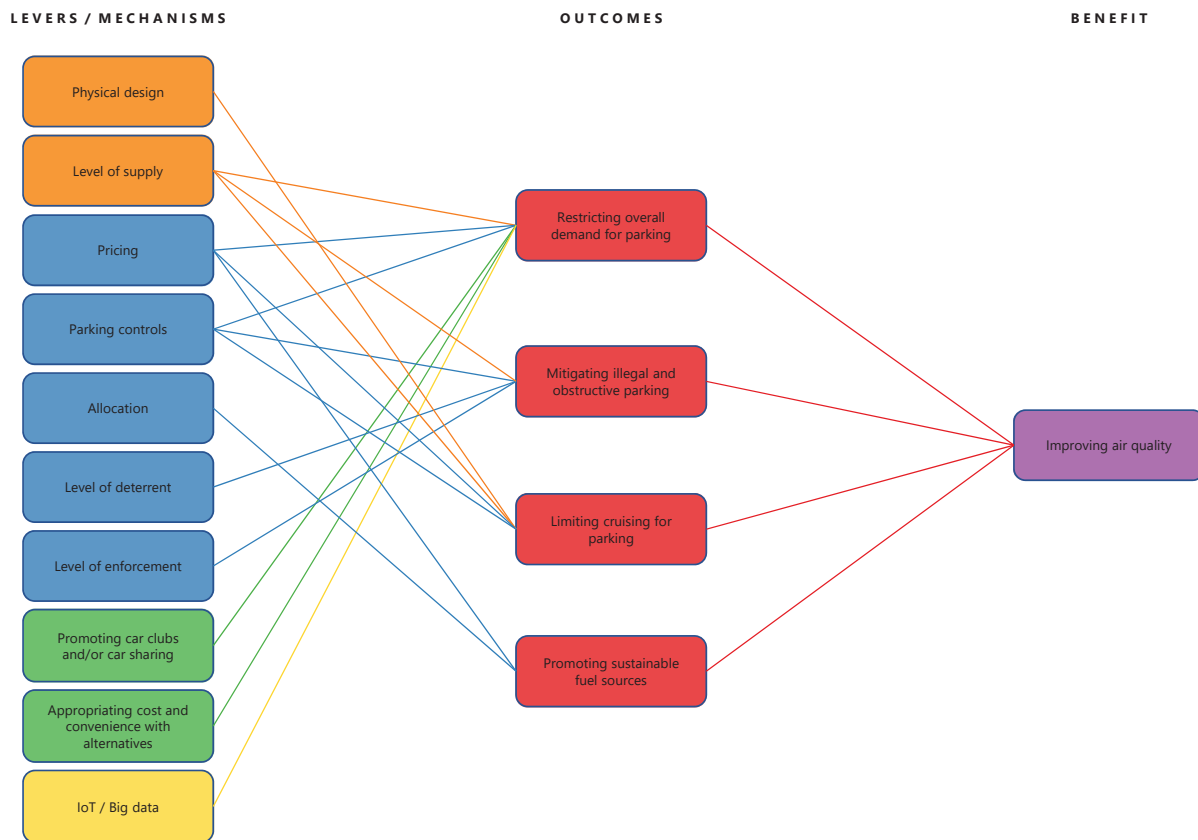 LEVERS / MECHANISMS
OUTCOMES
BENEFIT
Physical design
Level of supply
Pricing
Parking controls
Allocation
Level of deterrent
Level of enforcement
Promoting car clubs
and/or car sharing
Appropriating cost and
convenience with
alternatives
IoT / Big data
Restricting overall
demand for parking
Mitigating illegal and
obstructive parking
Limiting cruising for
parking
Promoting sustainable
fuel sources
Improving air quality